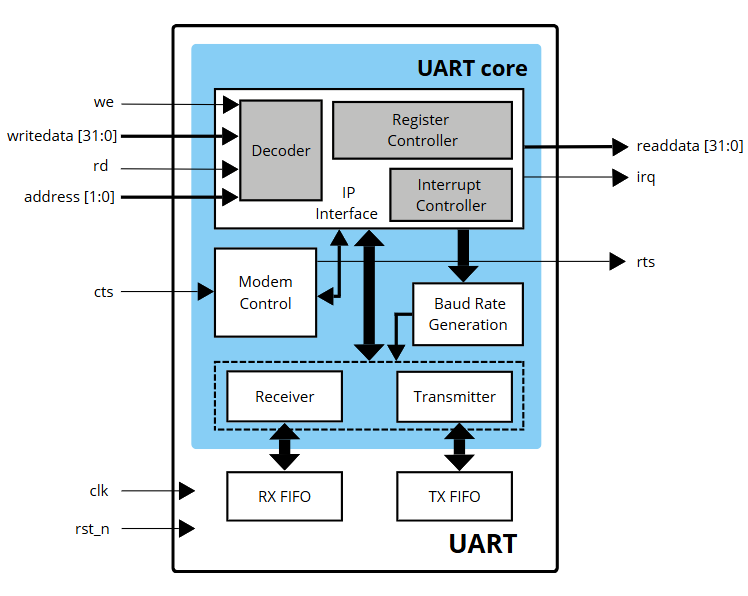 UART core
we
writedata [31:0]
rd
address [1:0]
Decoder
Register
Controller
IP
Interface
Interrupt
Controller
readdata [31:0]
irq
rts
cts
Modem
Control
Baud Rate
Generation
Receiver
Transmitter
clk
rst_n
RX FIFO
TX FIFO
UART